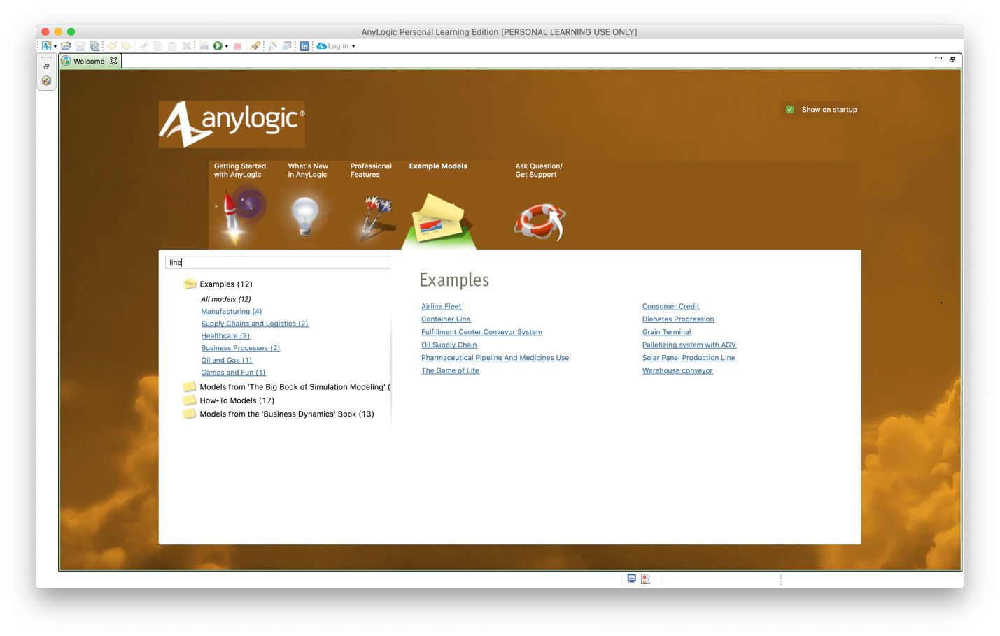 AnyLogic Personal Learning Edition [PERSONAL LEARNING USE ONLY]
in Log in
Welcome
anylogic®
Show on startup
Getting Started
with AnyLogic
What's New
in AnyLogic
Professional
Features
Example Models
Ask Question/
Get Support
line
Examples (12)
All models (12)
Manufacturing (4)
Supply Chains and Logistics (2)
Healthcare (2)
Business Processes (2)
Oil and Gas (1)
Games and Fun (1)
Models from 'The Big Book of Simulation Modeling' (
How-To Models (17)
Models from the 'Business Dynamics' Book (13)
Examples
Airline Fleet
Container Line
Fulfillment Center Conveyor System
Oil Supply Chain
Pharmaceutical Pipeline And Medicines Use
The Game of Life
Consumer Credit
Diabetes Progression
Grain Terminal
Palletizing system with AGV
Solar Panel Production Line
Warehouse conveyor